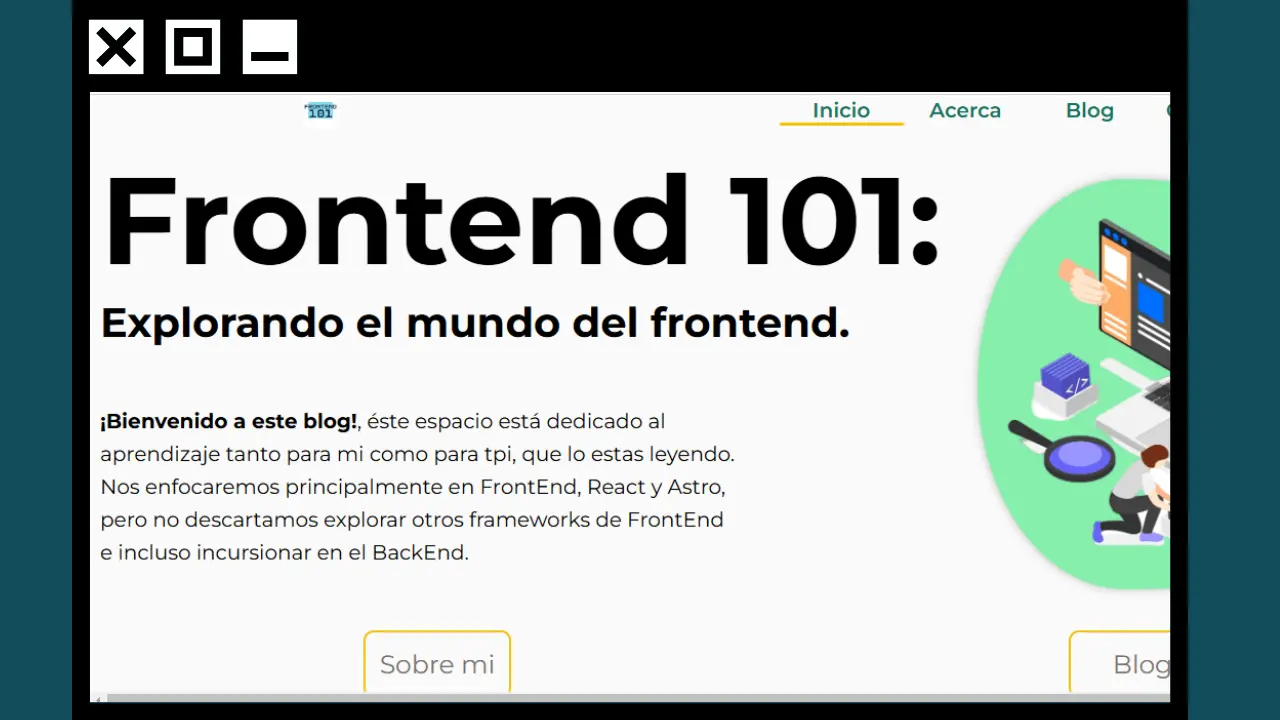 FRONTEND
101
Inicio Acerca Blog
Frontend 101:
Explorando el mundo del frontend.
¡Bienvenido a este blog!, éste espacio está dedicado al
aprendizaje tanto para mi como para tpi, que lo estas leyendo.
Nos enfocaremos principalmente en FrontEnd, React y Astro,
pero no descartamos explorar otros frameworks de FrontEnd
e incluso incursionar en el BackEnd.
</>
Sobre mi Blog